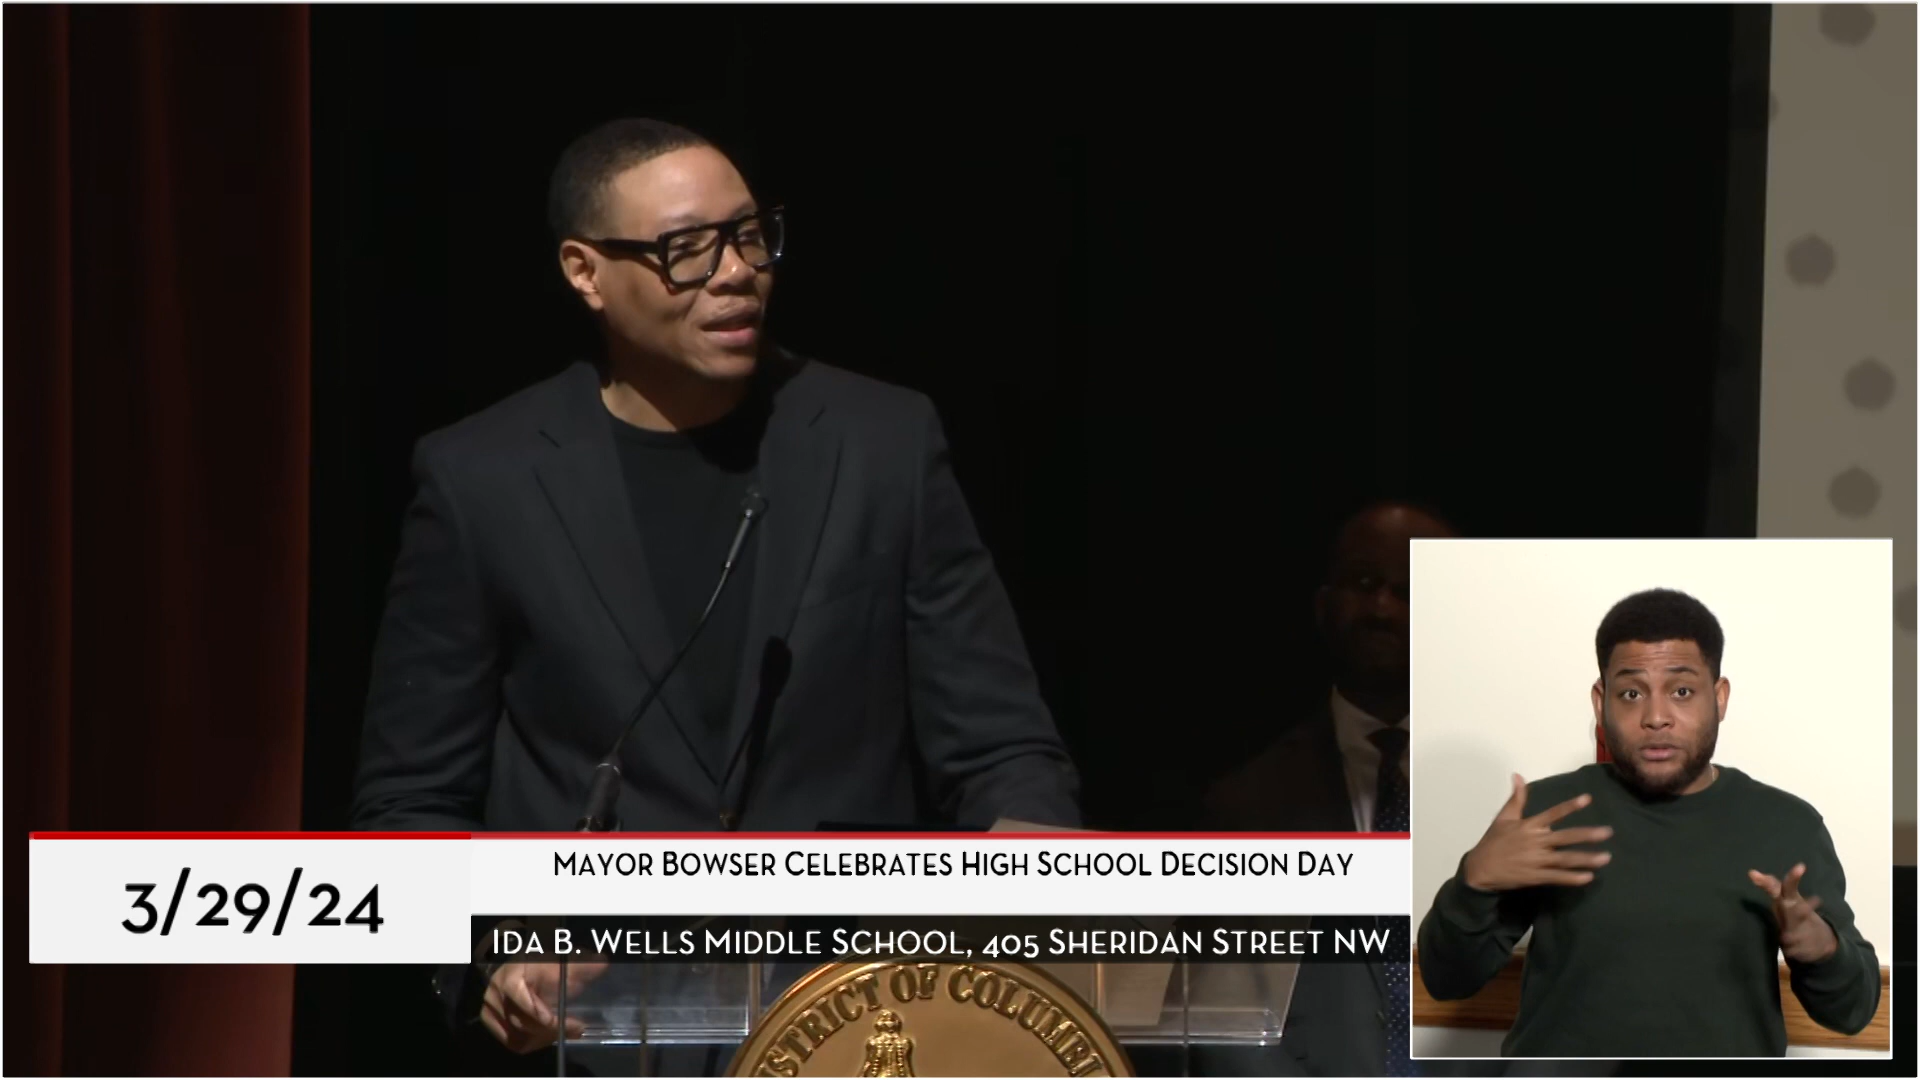 3/29/24
Mayor Bowser Celebrates High School Decision Day
Ida B. Wells Middle School, 405 Sheridan Street NW
DISTRICT OF COLUMBIA